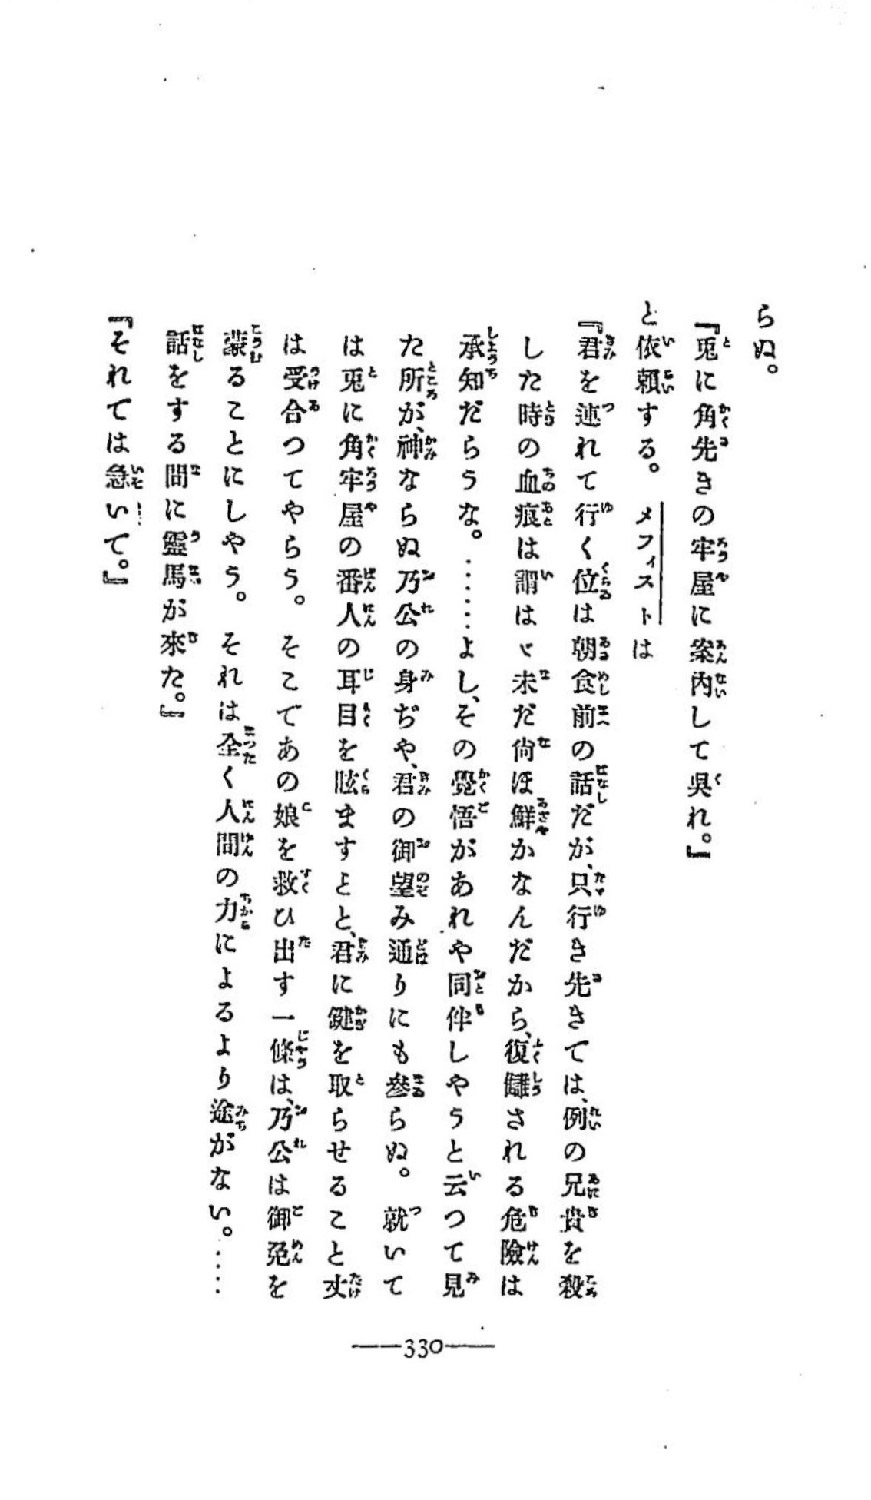 らぬ。
『兎に角先きの牢屋に案內して吳れ。』
と依賴する。メフィストは
『君を連れて行く位は朝食前の話だが、只行き先きでは、例の兄貴を殺
した時の血痕は謂はゞ未だ尙ほ鮮かなんだから、復讎される危險は
承知だらうな。……よし、その覺悟があれや同伴しやうと云つて見
た所が、神ならぬ乃公の身ぢや、君の御望み通りにも參らぬ。就いて
は兎に角牢屋の番人の耳目を眩ますとと、君に鍵を取らせること丈
は受合つてやらう。そこであの娘を救ひ出す一條は、乃公は御免を
蒙ることにしやう。それは全く人間の力によるより途がない。……
話をする間に靈馬が來た。』
『それでは急いで。』
―330―